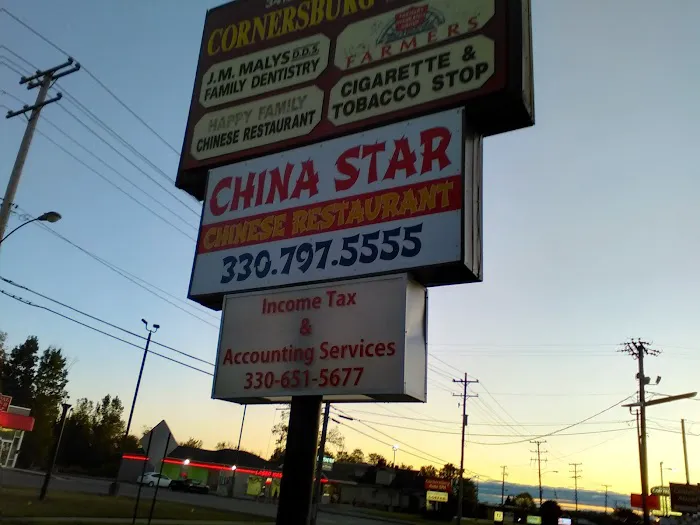 CORNERSBURG
J.M. MALYS D.D.S.
FAMILY DENTISTRY
FARMERS
HAPPY FAMILY
CHINESE RESTAURANT
CIGARETTE &
TOBACCO STOP
CHINA STAR
CHINESE RESTAURANT
330.797.5555
Income Tax
&
Accounting Services
330-651-5677